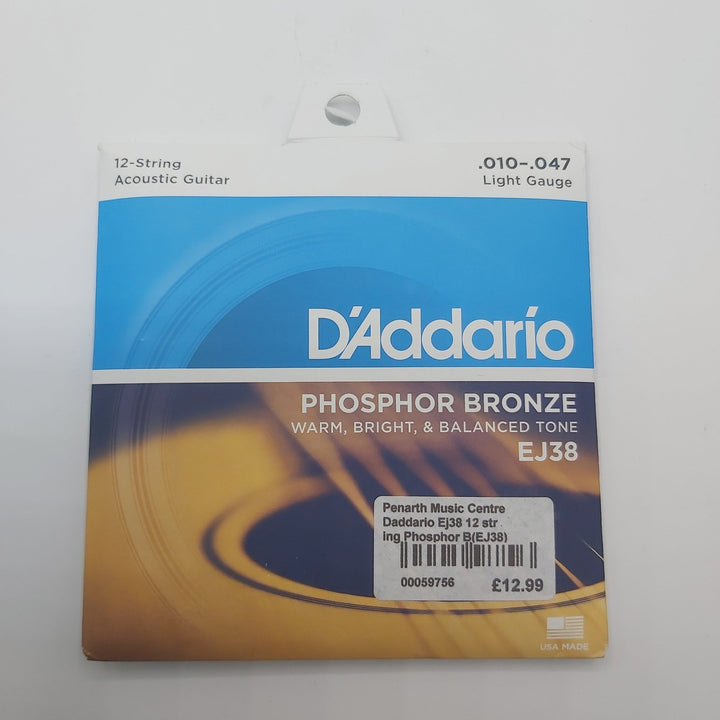 12-String
Acoustic Guitar
.010–.047
Light Gauge
D'Addarío
PHOSPHOR BRONZE
WARM, BRIGHT, & BALANCED TONE
EJ38
Penarth Music Centre
Daddario Ej38 12 str
ing Phosphor B(EJ38)
00059756
£12.99
USA MADE